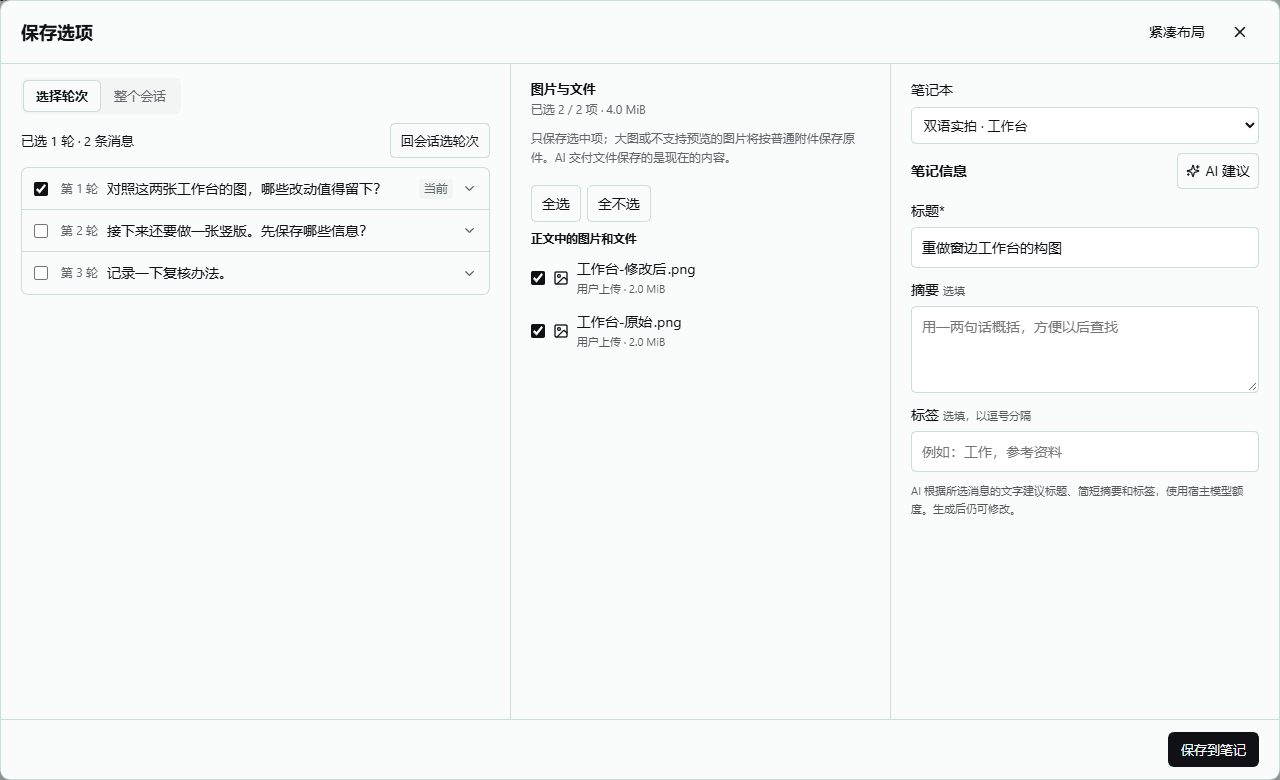 保存选项
紧凑布局
选择轮次
整个会话
已选 1 轮 · 2 条消息
回会话选轮次
第 1 轮 对照这两张工作台的图，哪些改动值得留下？ 当前
第 2 轮 接下来还要做一张竖版。先保存哪些信息？
第 3 轮 记录一下复核办法。
图片与文件
已选 2 / 2 项 · 4.0 MiB
只保存选中项；大图或不支持预览的图片将按普通附件保存原
件。AI 交付文件保存的是现在的内容。
全选
全不选
正文中的图片和文件
工作台-修改后.png
用户上传 · 2.0 MiB
工作台-原始.png
用户上传 · 2.0 MiB
笔记本
双语实拍 · 工作台
笔记信息
AI 建议
标题*
重做窗边工作台的构图
摘要 选填
用一两句话概括，方便以后查找
标签 选填，以逗号分隔
例如：工作，参考资料
AI 根据所选消息的文字建议标题、简短摘要和标签，使用宿主模型额
度。生成后仍可修改。
保存到笔记